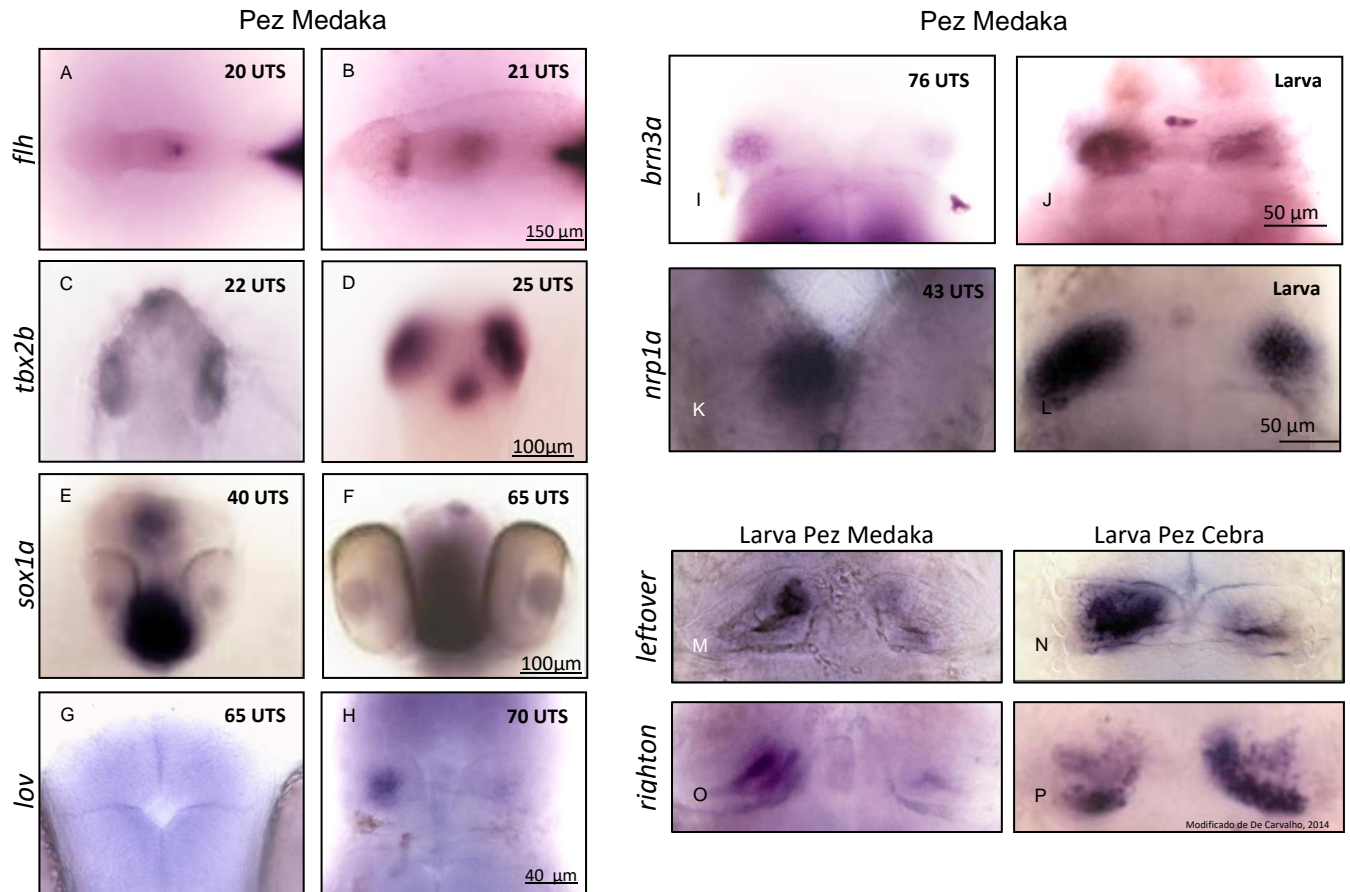 Pez Medaka
flh
A
20 UTS
B
21 UTS
150 µm
tbx2b
C
22 UTS
D
25 UTS
100µm
sox1a
E
40 UTS
F
65 UTS
100µm
lov
G
65 UTS
H
70 UTS
40 µm
Pez Medaka
brn3a
I
76 UTS
J
Larva
50 µm
nrp1a
K
43 UTS
L
Larva
50 µm
Larva Pez Medaka
Larva Pez Cebra
leftover
M
N
riahton
O
P
Modificado de De Carvalho, 2014